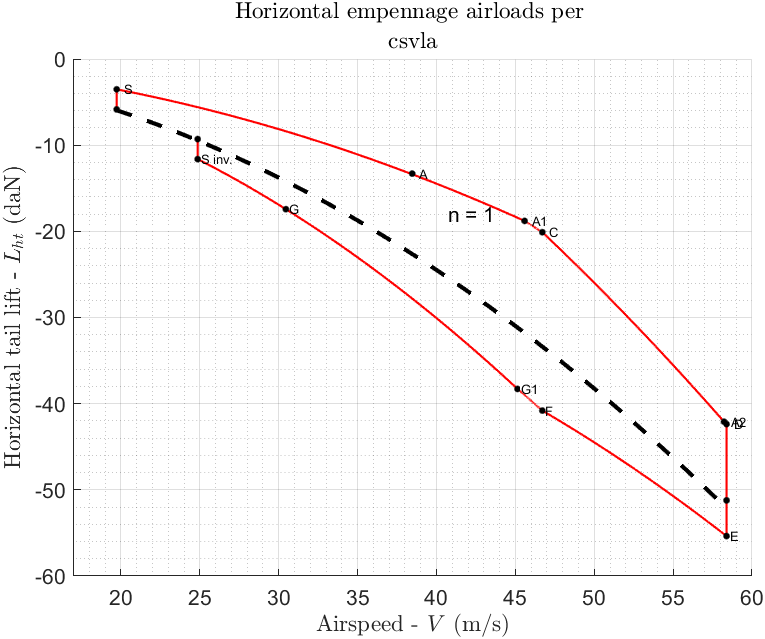 Horizontal empennage airloads per
csvla
Horizontal tail lift - L_ht (daN)
0
-10
-20
-30
-40
-50
-60
S
S inv.
G
A
n = 1
A1
C
G1
F
A2
D
E
20
25
30
35
40
45
50
55
60
Airspeed - V (m/s)